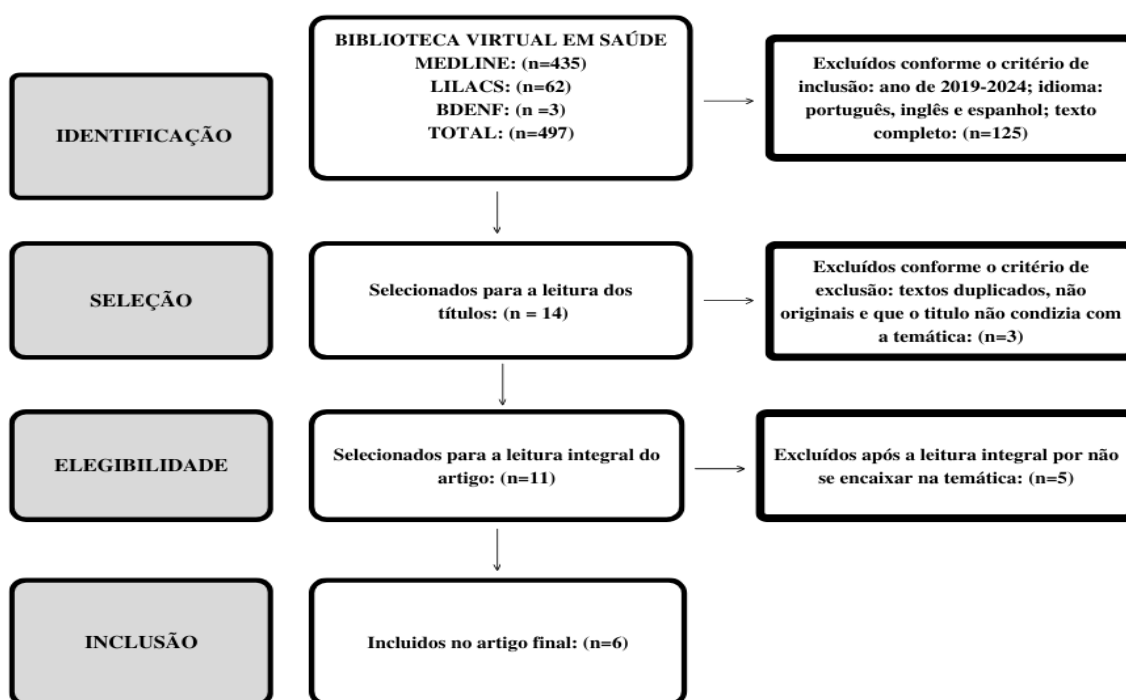 IDENTIFICAÇÃO
BIBLIOTECA VIRTUAL EM SAÚDE
MEDLINE: (n=435)
LILACS: (n=62)
BDENF: (n =3)
TOTAL: (n=497)
Excluídos conforme o critério de
inclusão: ano de 2019-2024; idioma:
português, inglês e espanhol; texto
completo: (n=125)
SELEÇÃO
Selecionados para a leitura dos
títulos: (n = 14)
Excluídos conforme o critério de
exclusão: textos duplicados, não
originais e que o titulo não condizia com
a temática: (n=3)
ELEGIBILIDADE
Selecionados para a leitura integral do
artigo: (n=11)
Excluídos após a leitura integral por não
se encaixar na temática: (n=5)
INCLUSÃO
Incluidos no artigo final: (n=6)